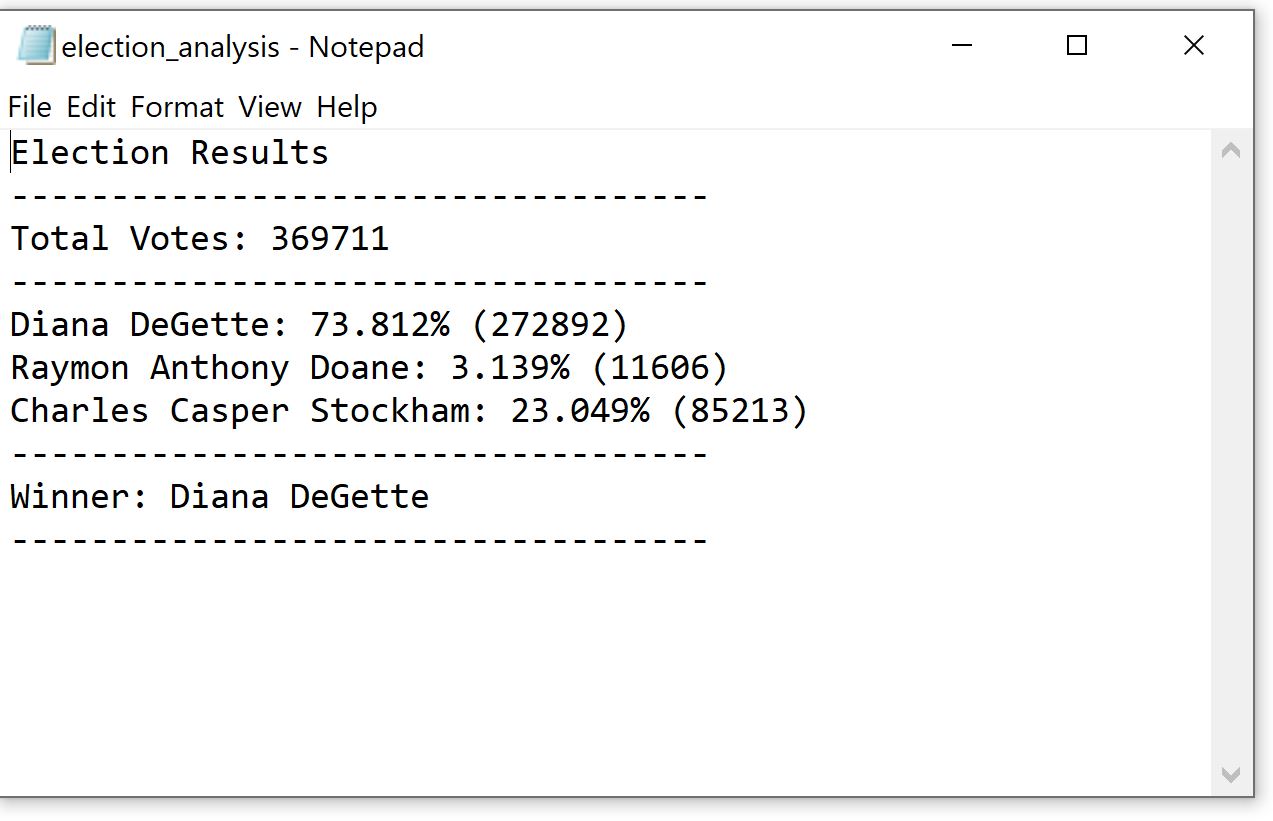 election_analysis - Notepad
File Edit Format View Help
Election Results
-----------------------------------
Total Votes: 369711
-----------------------------------
Diana DeGette: 73.812% (272892)
Raymon Anthony Doane: 3.139% (11606)
Charles Casper Stockham: 23.049% (85213)
-----------------------------------
Winner: Diana DeGette
-----------------------------------